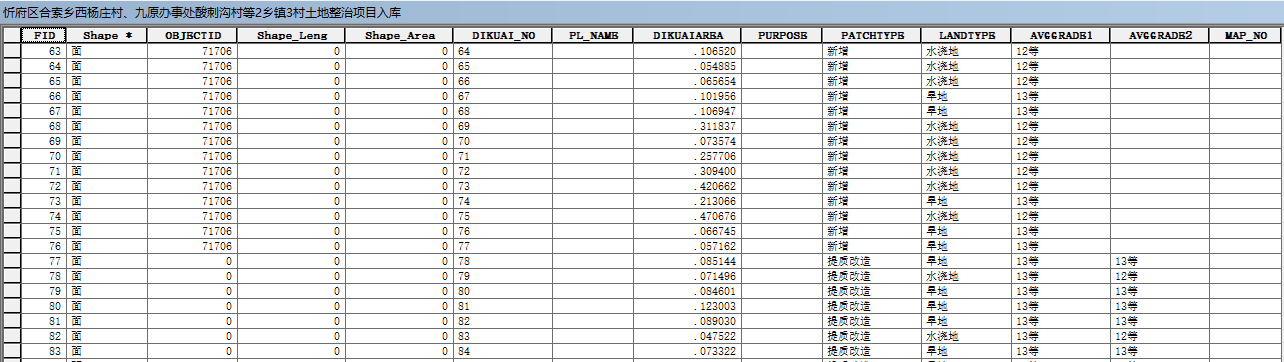 忻府区合索乡西杨庄村、九原办事处酸刺沟村等2乡镇3村土地整治项目入库
FID Shape * OBJECTID Shape_Leng Shape_Area DIKUAI_NO PL_NAME DIKUAIAREA PURPOSE PATCHTYPE LANDTYPE AVGGRADE1 AVGGRADE2 MAP_NO
63 面 71706 0 0 64 .106520 新增 水浇地 12等
64 面 71706 0 0 65 .054885 新增 水浇地 12等
65 面 71706 0 0 66 .065654 新增 水浇地 12等
66 面 71706 0 0 67 .101956 新增 旱地 13等
67 面 71706 0 0 68 .106947 新增 旱地 13等
68 面 71706 0 0 69 .311837 新增 水浇地 12等
69 面 71706 0 0 70 .073574 新增 水浇地 12等
70 面 71706 0 0 71 .257706 新增 水浇地 12等
71 面 71706 0 0 72 .309400 新增 水浇地 12等
72 面 71706 0 0 73 .420662 新增 水浇地 12等
73 面 71706 0 0 74 .213066 新增 旱地 13等
74 面 71706 0 0 75 .470676 新增 水浇地 12等
75 面 71706 0 0 76 .066745 新增 旱地 13等
76 面 71706 0 0 77 .057162 新增 旱地 13等
77 面 0 0 0 78 .085144 提质改造 旱地 13等 13等
78 面 0 0 0 79 .071496 提质改造 水浇地 13等 12等
79 面 0 0 0 80 .084601 提质改造 旱地 13等 13等
80 面 0 0 0 81 .123003 提质改造 旱地 13等 13等
81 面 0 0 0 82 .089030 提质改造 旱地 13等 13等
82 面 0 0 0 83 .047522 提质改造 水浇地 13等 12等
83 面 0 0 0 84 .073322 提质改造 旱地 13等 13等